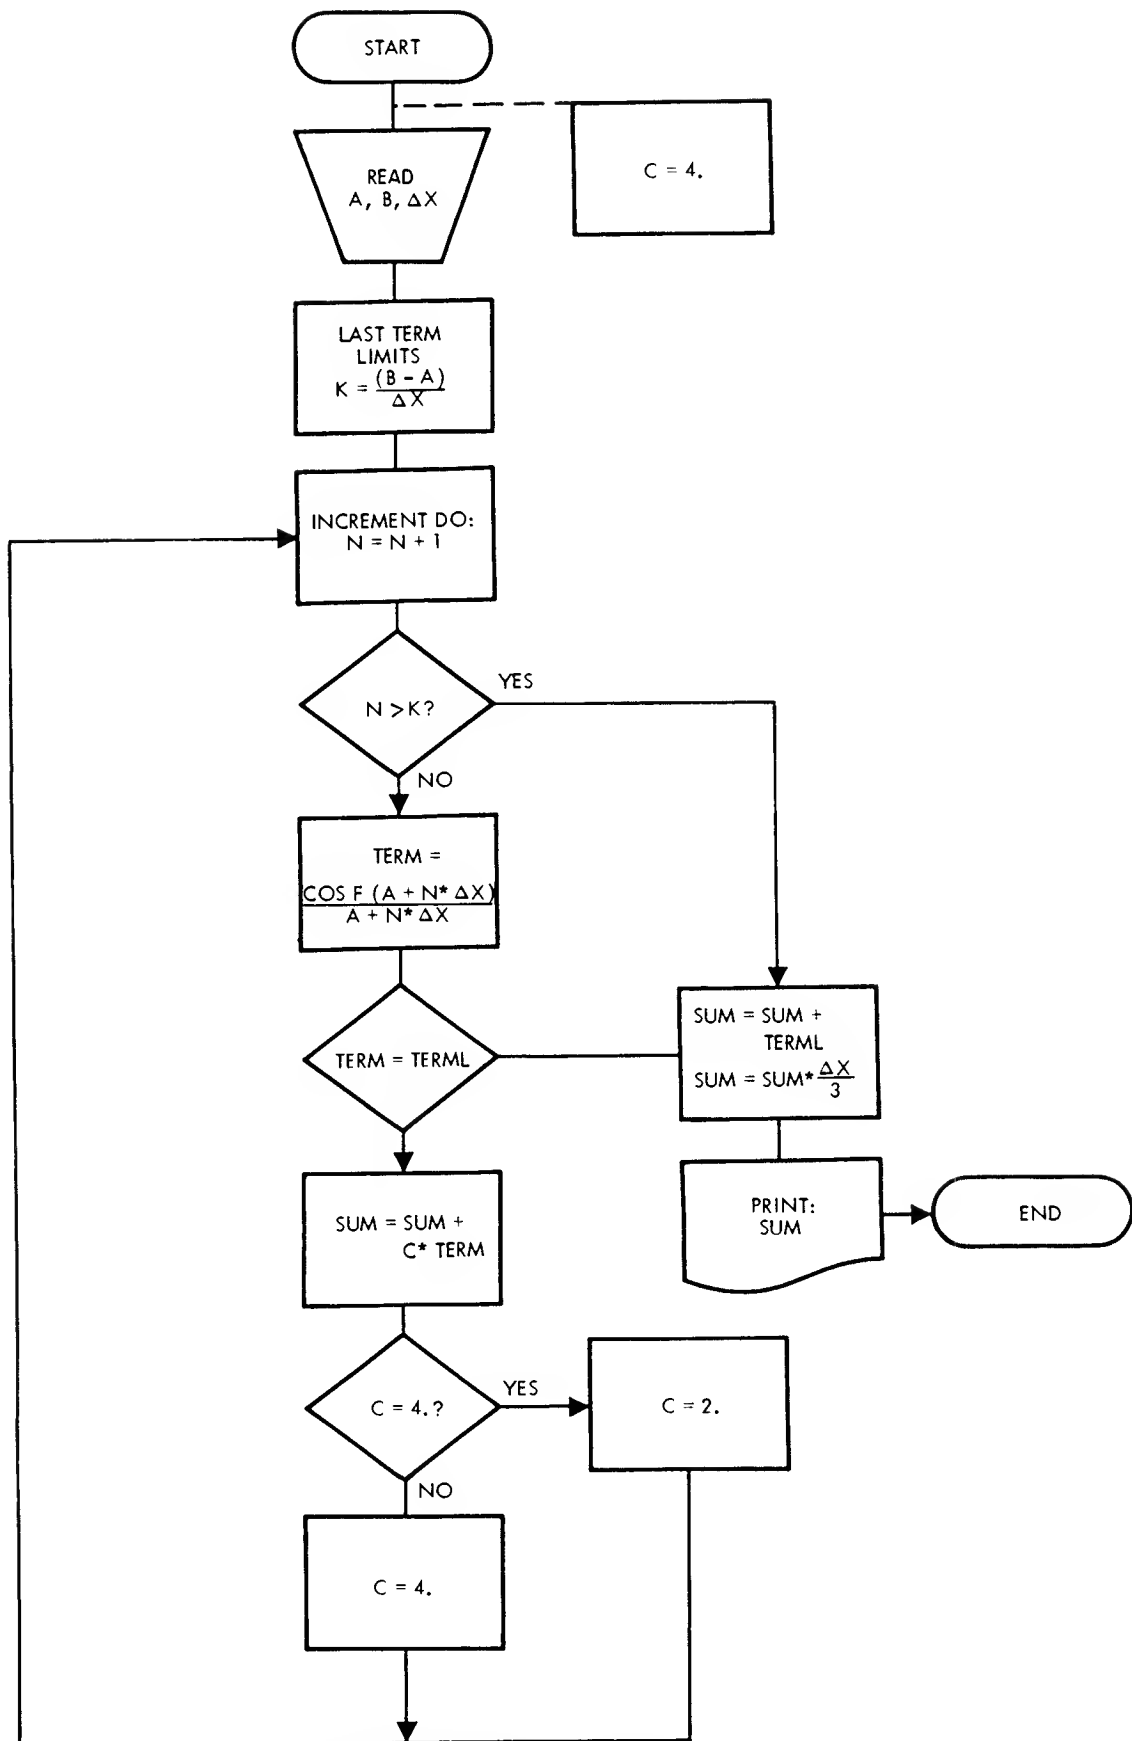 START
C = 4.
READ
A, B, ΔX
LAST TERM
LIMITS
K = (B - A)
ΔX
INCREMENT DO:
N = N + 1
N > K?
YES
NO
TERM =
COS F (A + N* ΔX)
A + N* ΔX
TERM = TERML
SUM = SUM +
TERML
SUM = SUM* ΔX
3
SUM = SUM +
C* TERM
PRINT:
SUM
END
C = 4.?
YES
C = 2.
NO
C = 4.